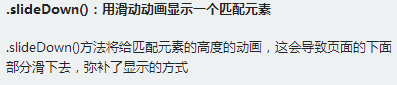 .slideDown()：用滑动动画显示一个匹配元素
.slideDown()方法将给匹配元素的高度的动画，这会导致页面的下面
部分滑下去，弥补了显示的方式